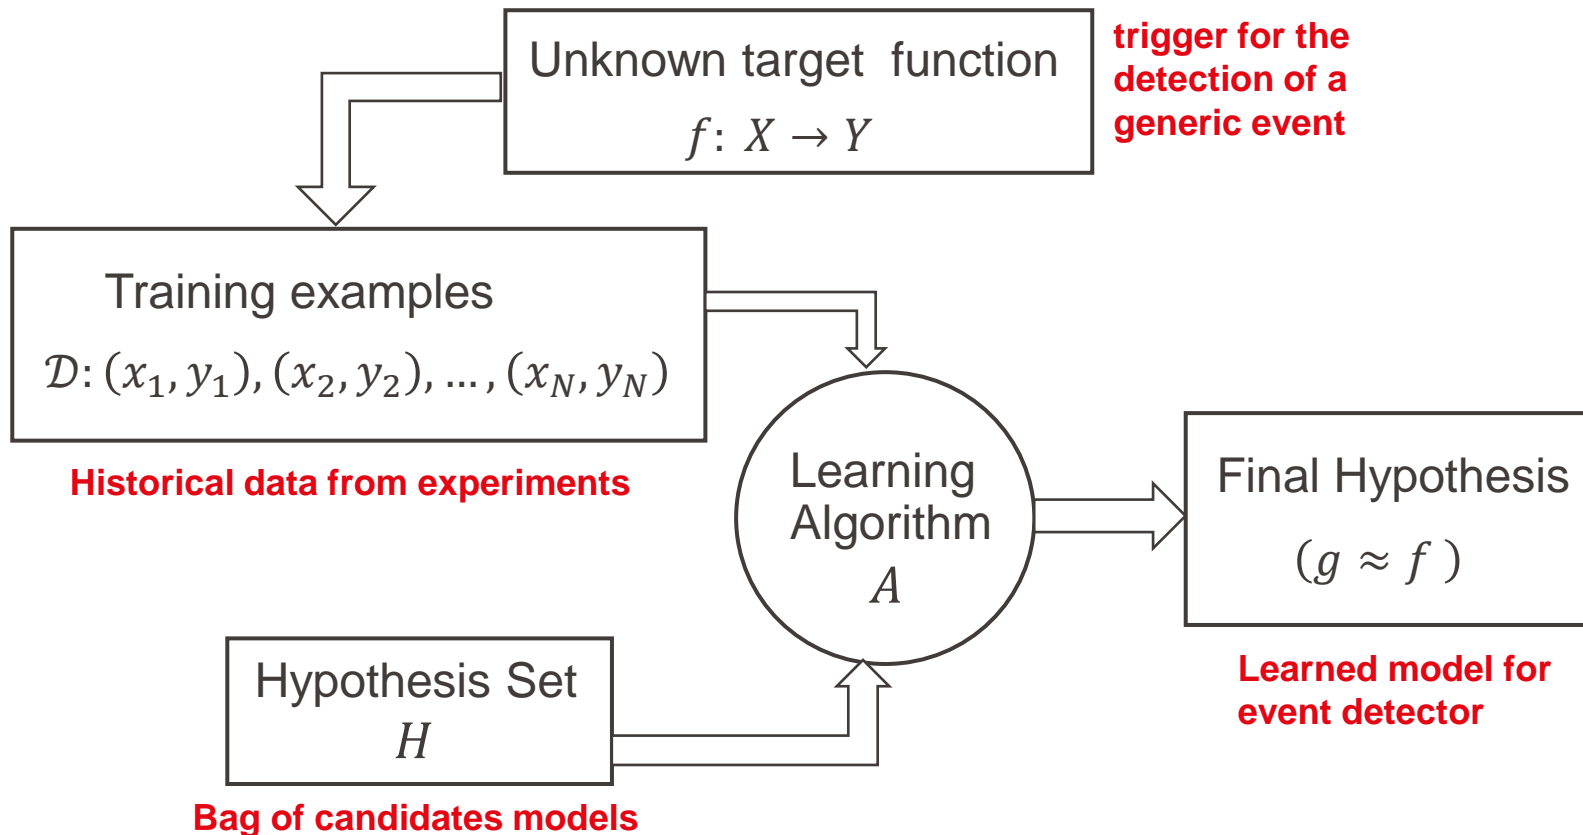 Unknown target function
f: X → Y
trigger for the
detection of a
generic event
Training examples
𝒟: (x₁, y₁), (x₂, y₂), … , (x_N, y_N)
Historical data from experiments
Learning
Algorithm
A
Final Hypothesis
(g ≈ f )
Learned model for
event detector
Hypothesis Set
H
Bag of candidates models